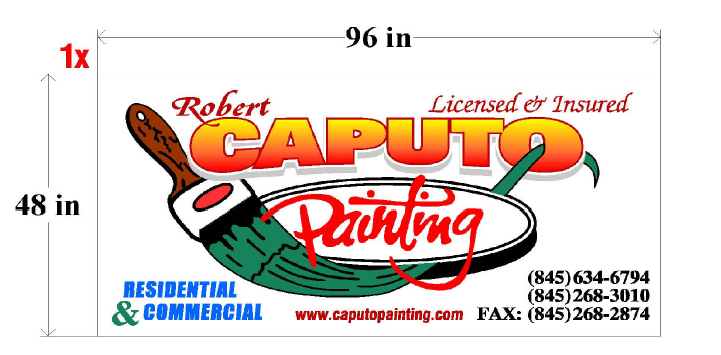 96 in
1x
Robert
Licensed & Insured
CAPUTO
48 in
Painting
(845) 634-6794
RESIDENTIAL
(845) 268-3010
& COMMERCIAL
www.caputopainting.com
FAX: (845) 268-2874